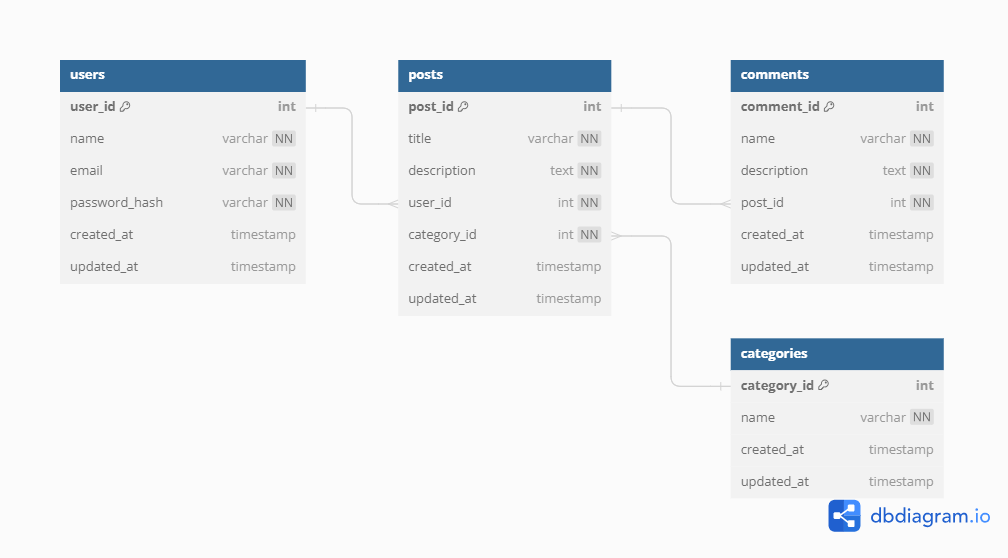 users
user_id int
name varchar NN
email varchar NN
password_hash varchar NN
created_at timestamp
updated_at timestamp
posts
post_id int
title varchar NN
description text NN
user_id int NN
category_id int NN
created_at timestamp
updated_at timestamp
comments
comment_id int
name varchar NN
description text NN
post_id int NN
created_at timestamp
updated_at timestamp
categories
category_id int
name varchar NN
created_at timestamp
updated_at timestamp
dbdiagram.io